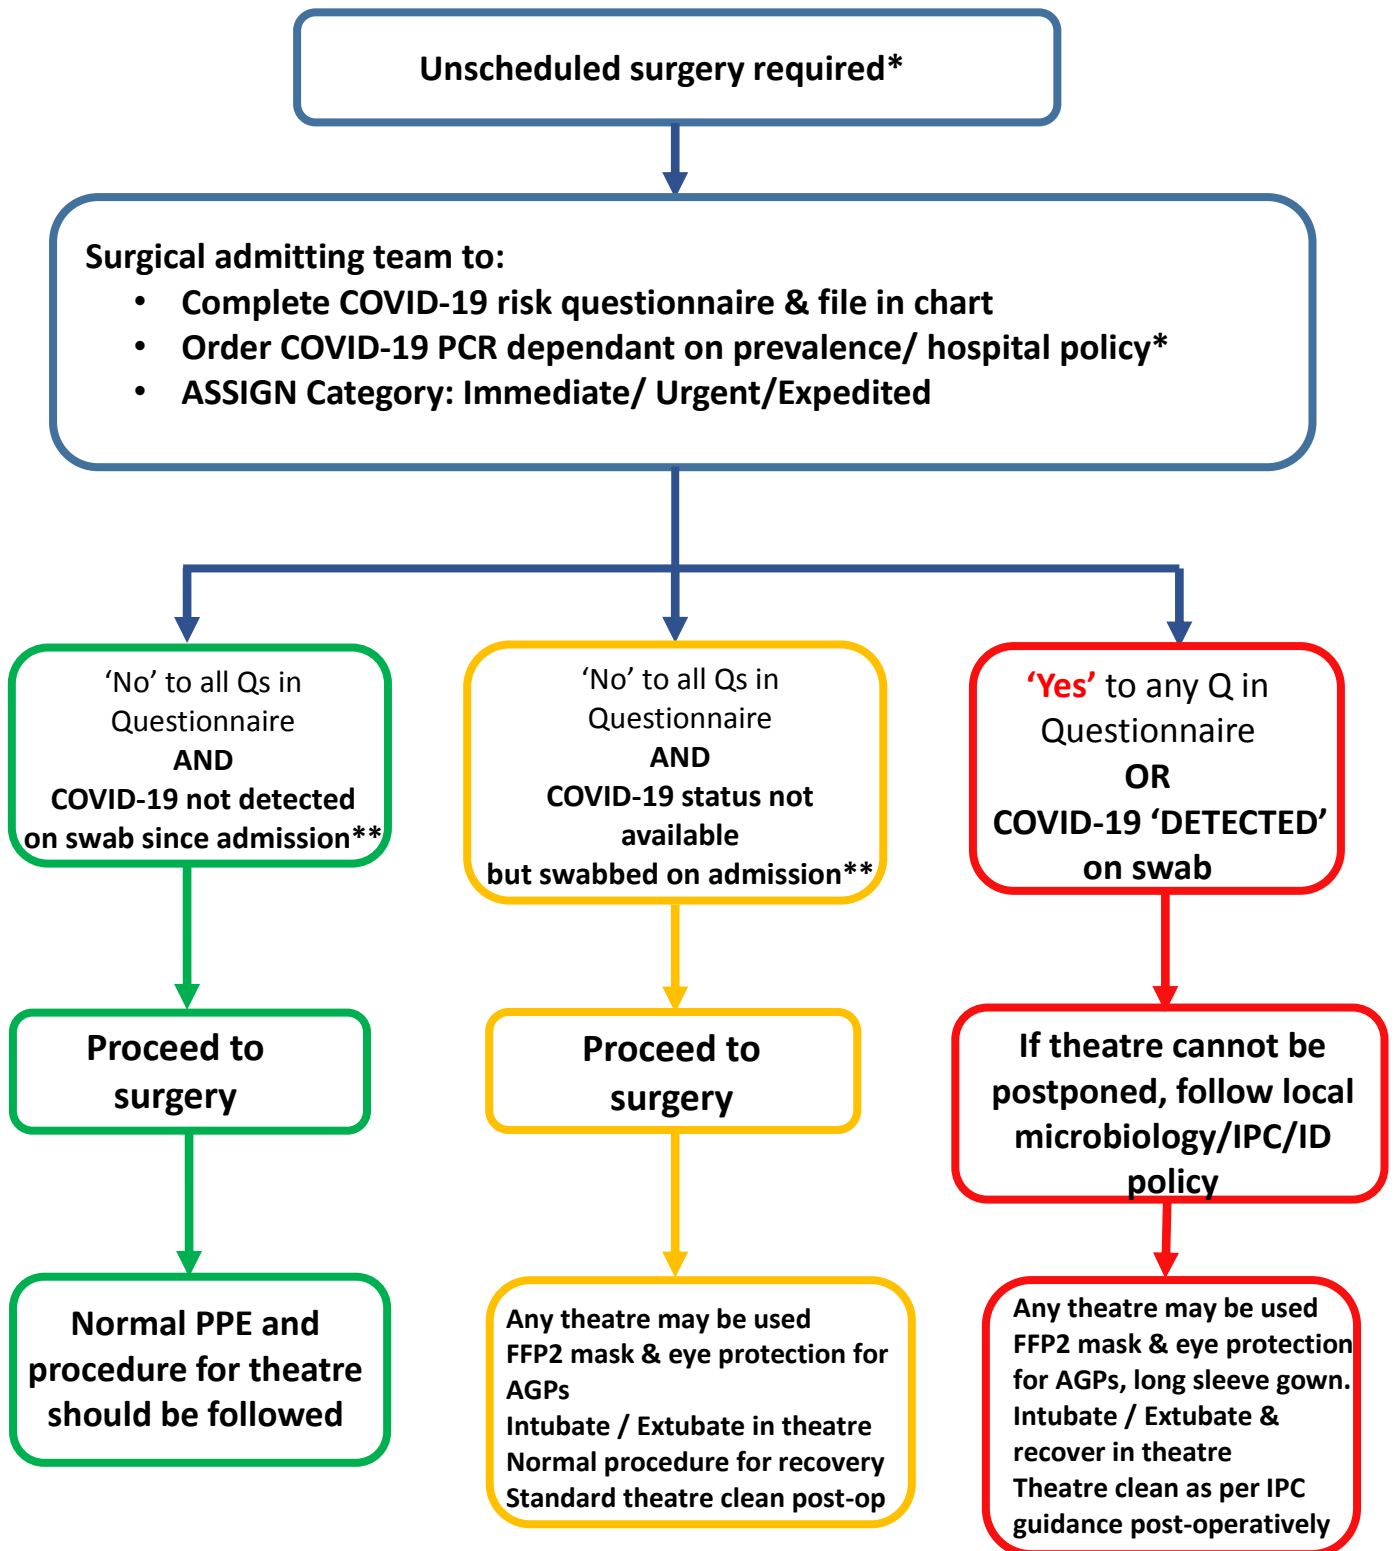 Unscheduled surgery required*
Surgical admitting team to:
• Complete COVID-19 risk questionnaire & file in chart
• Order COVID-19 PCR dependant on prevalence/ hospital policy*
• ASSIGN Category: Immediate/ Urgent/Expedited
‘No’ to all Qs in
Questionnaire
AND
COVID-19 not detected
on swab since admission**
‘No’ to all Qs in
Questionnaire
AND
COVID-19 status not
available
but swabbed on admission**
‘Yes’ to any Q in
Questionnaire
OR
COVID-19 ‘DETECTED’
on swab
Proceed to
surgery
Proceed to
surgery
If theatre cannot be
postponed, follow local
microbiology/IPC/ID
policy
Normal PPE and
procedure for theatre
should be followed
Any theatre may be used
FFP2 mask & eye protection for
AGPs
Intubate / Extubate in theatre
Normal procedure for recovery
Standard theatre clean post-op
Any theatre may be used
FFP2 mask & eye protection
for AGPs, long sleeve gown.
Intubate / Extubate &
recover in theatre
Theatre clean as per IPC
guidance post-operatively